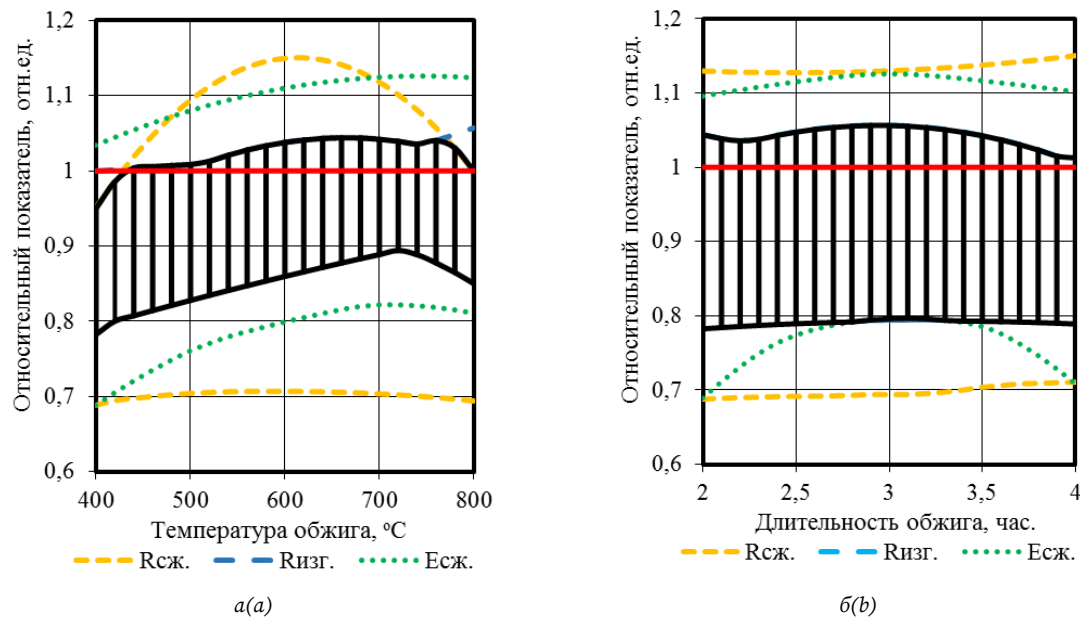 Относительный показатель, отн.ед.
1,2
1,1
1
0,9
0,8
0,7
0,6
400 500 600 700 800
Температура обжига, °С
Rсж. Rизг. Есж.
а(a)
Относительный показатель, отн.ед.
1,2
1,1
1
0,9
0,8
0,7
0,6
2 2,5 3 3,5 4
Длительность обжига, час.
Rсж. Rизг. Есж.
б(b)